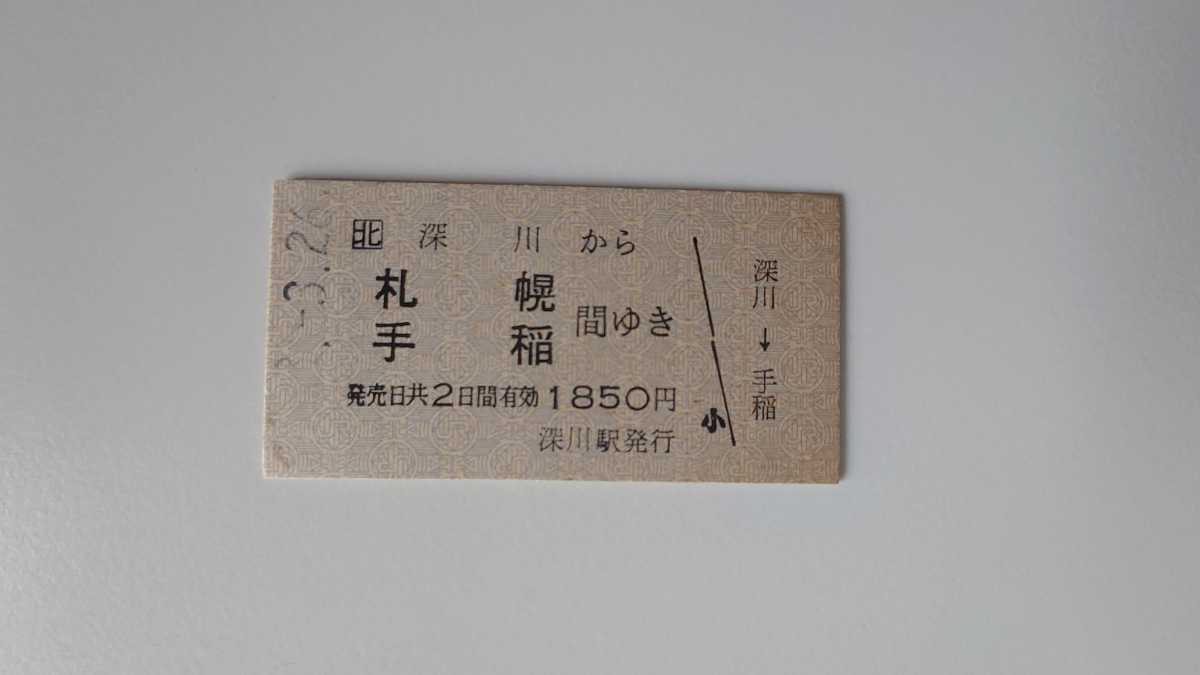 -3.26
北 深川から
札幌
手稲
間ゆき
発売日共2日間有効 1850円
深川駅発行
小
深川→手稲